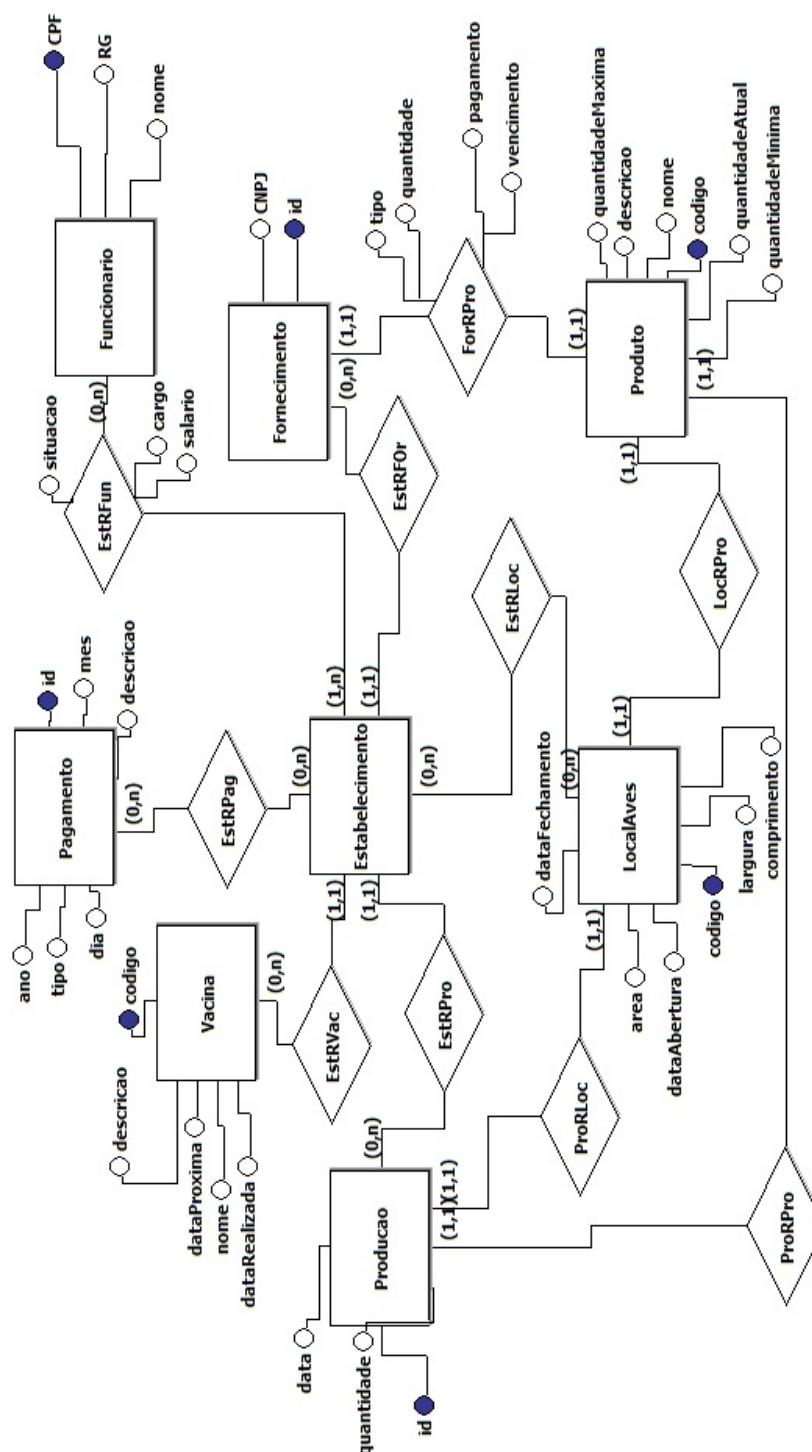 ano
tipo
dia
Pagamento
id
mes
descricao
(0,n)
EstRPag
(0,n)
situacao
EstRFun
cargo
salario
(0,n)
(1,n)
Funcionario
CPF
RG
nome
descricao
dataProxima
nome
dataRealizada
codigo
Vacina
(0,n)
EstRVac
(1,1)
Estabelecimento
(1,1)
EstRFOr
(0,n)
Fornecimento
CNPJ
id
(1,1)
tipo
quantidade
pagamento
vencimento
ForRPro
(1,1)
data
quantidade
id
Producao
(0,n)
EstRPro
(1,1)
(0,n)
EstRLoc
(0,n)
(1,1)
(1,1)
ProRLoc
(1,1)
dataFechamento
LocalAves
area
dataAbertura
codigo
largura
comprimento
(1,1)
LocRPro
(1,1)
Produto
quantidadeMaxima
descricao
nome
codigo
quantidadeAtual
quantidadeMinima
(1,1)
ProRPro